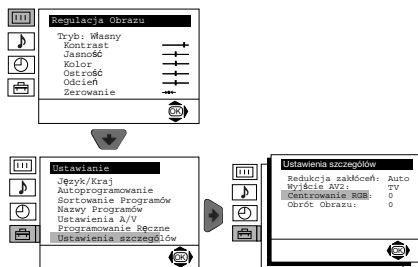 Regulacja Obrazu
Tryb: Własny
Kontrast
Jasność
Kolor
Ostrość
Odcień
Zerowanie
OK
Ustawianie
Język/Kraj
Autoprogramowanie
Sortowanie Programów
Nazwy Programów
Ustawienia A/V
Programowanie Ręczne
Ustawienia szczegółów
OK
Ustawienia szczegółów
Redukcja zakłóceń: Auto
Wyjście AV2: TV
Centrowanie RGB: 0
Obrót Obrazu: 0
OK